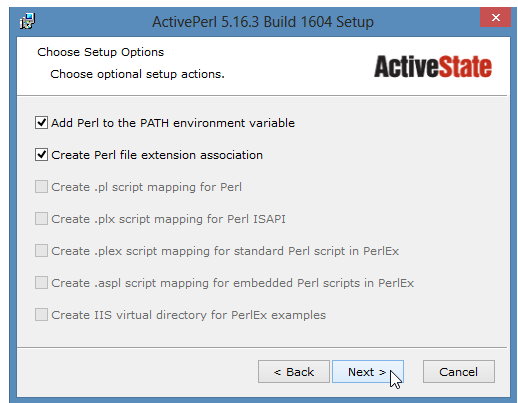 ActivePerl 5.16.3 Build 1604 Setup
Choose Setup Options
Choose optional setup actions.
ActiveState
Add Perl to the PATH environment variable
Create Perl file extension association
Create .pl script mapping for Perl
Create .plx script mapping for Perl ISAPI
Create .plex script mapping for standard Perl script in PerlEx
Create .aspl script mapping for embedded Perl scripts in PerlEx
Create IIS virtual directory for PerlEx examples
< Back Next > Cancel